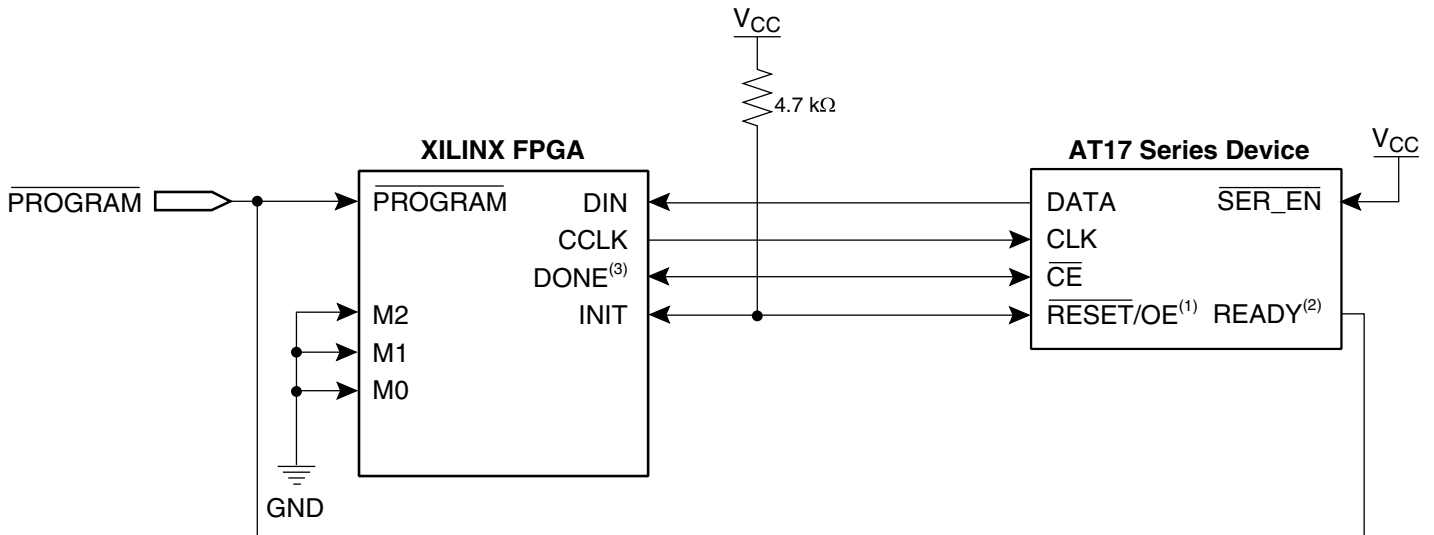 VCC
4.7 kΩ
XILINX FPGA
AT17 Series Device
VCC
PROGRAM
PROGRAM
DIN
DATA
SER_EN
CCLK
CLK
DONE(3)
CE
M2
INIT
RESET/OE(1)
READY(2)
M1
M0
GND